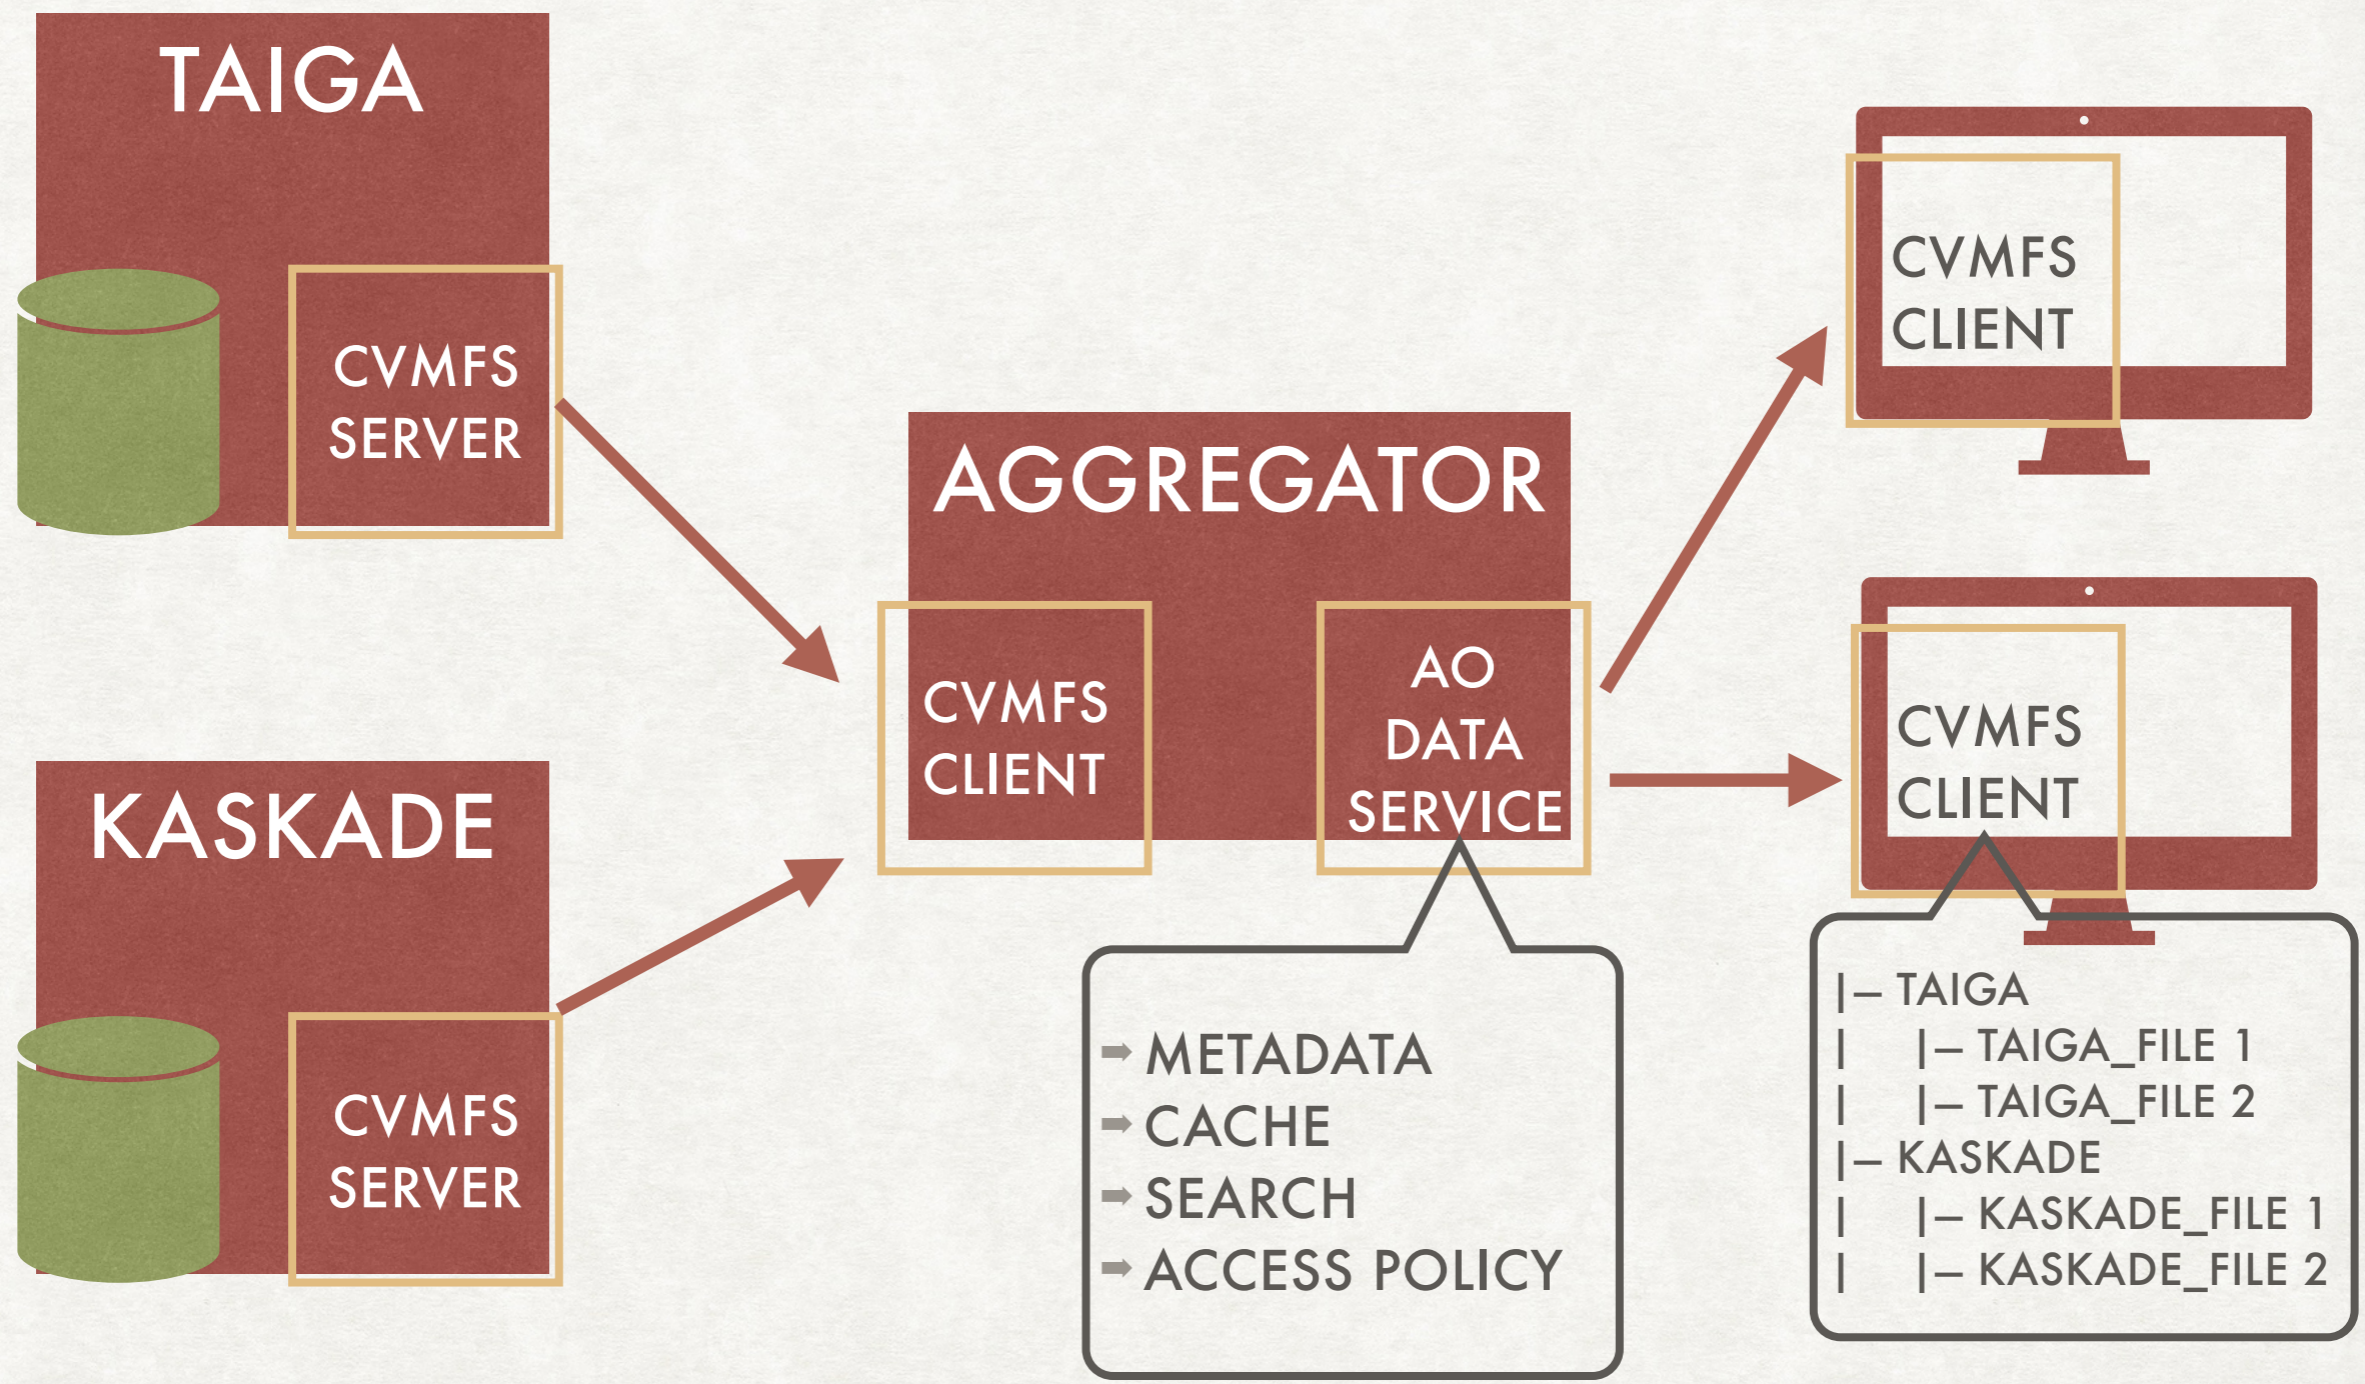 TAIGA
CVMFS
SERVER
KASKADE
CVMFS
SERVER
AGGREGATOR
CVMFS
CLIENT
AO
DATA
SERVICE
➡ METADATA
➡ CACHE
➡ SEARCH
➡ ACCESS POLICY
CVMFS
CLIENT
CVMFS
CLIENT
|– TAIGA
| |– TAIGA_FILE 1
| |– TAIGA_FILE 2
|– KASKADE
| |– KASKADE_FILE 1
| |– KASKADE_FILE 2